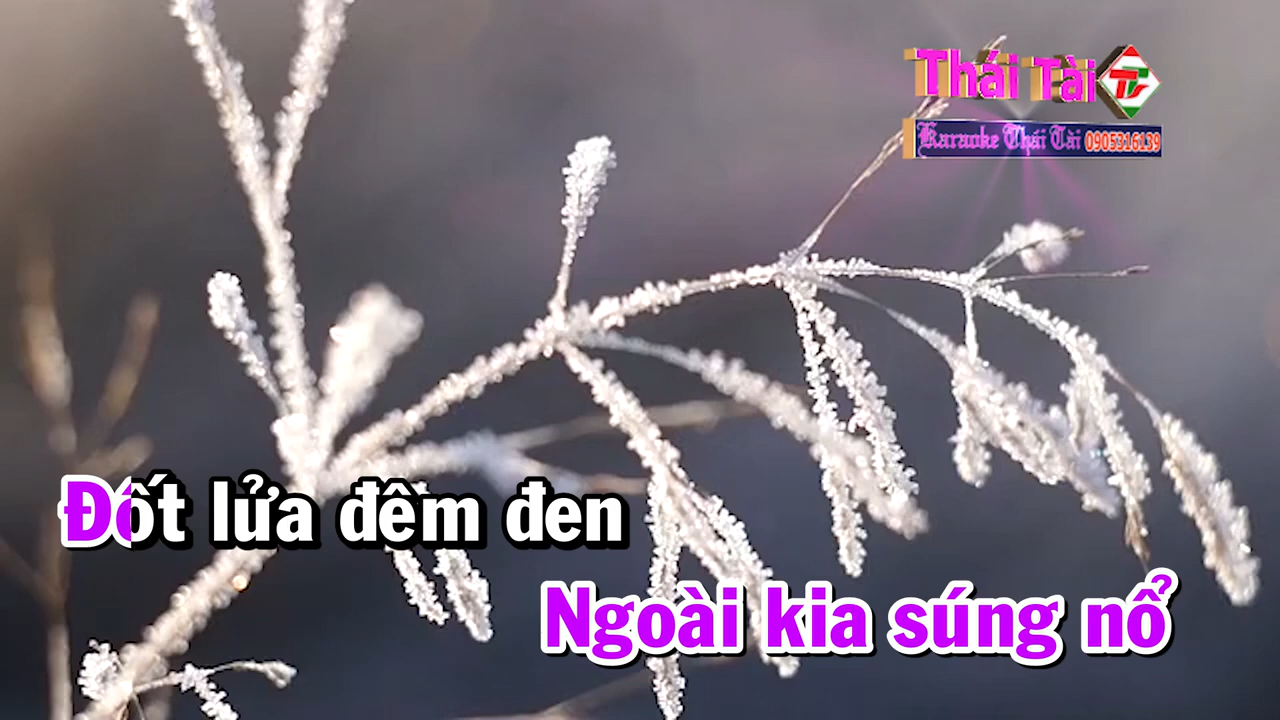 Thái Tài
Karaoke Thái Tài 0905316139
Đốt lửa đêm đen
Ngoài kia súng nổ